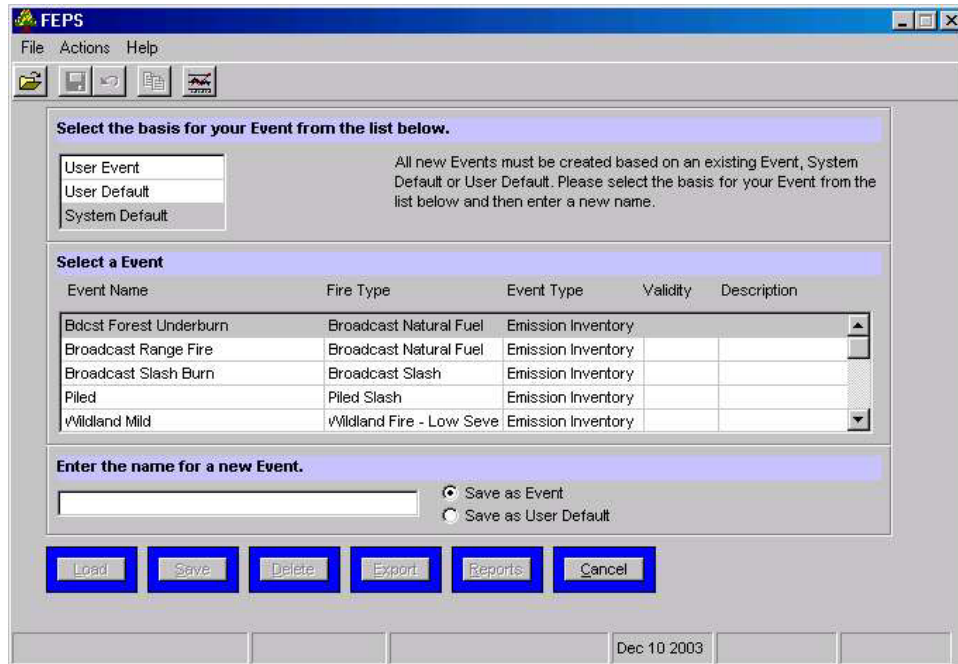 FEPS
File Actions Help
Select the basis for your Event from the list below.
User Event
User Default
System Default
All new Events must be created based on an existing Event, System
Default or User Default. Please select the basis for your Event from the
list below and then enter a new name.
Select a Event
Event Name Fire Type Event Type Validity Description
Bdcst Forest Underburn Broadcast Natural Fuel Emission Inventory
Broadcast Range Fire Broadcast Natural Fuel Emission Inventory
Broadcast Slash Burn Broadcast Slash Emission Inventory
Piled Piled Slash Emission Inventory
Wildland Mild Wildland Fire - Low Seve Emission Inventory
Enter the name for a new Event.
Save as Event
Save as User Default
Load Save Delete Export Reports Cancel
Dec 10 2003